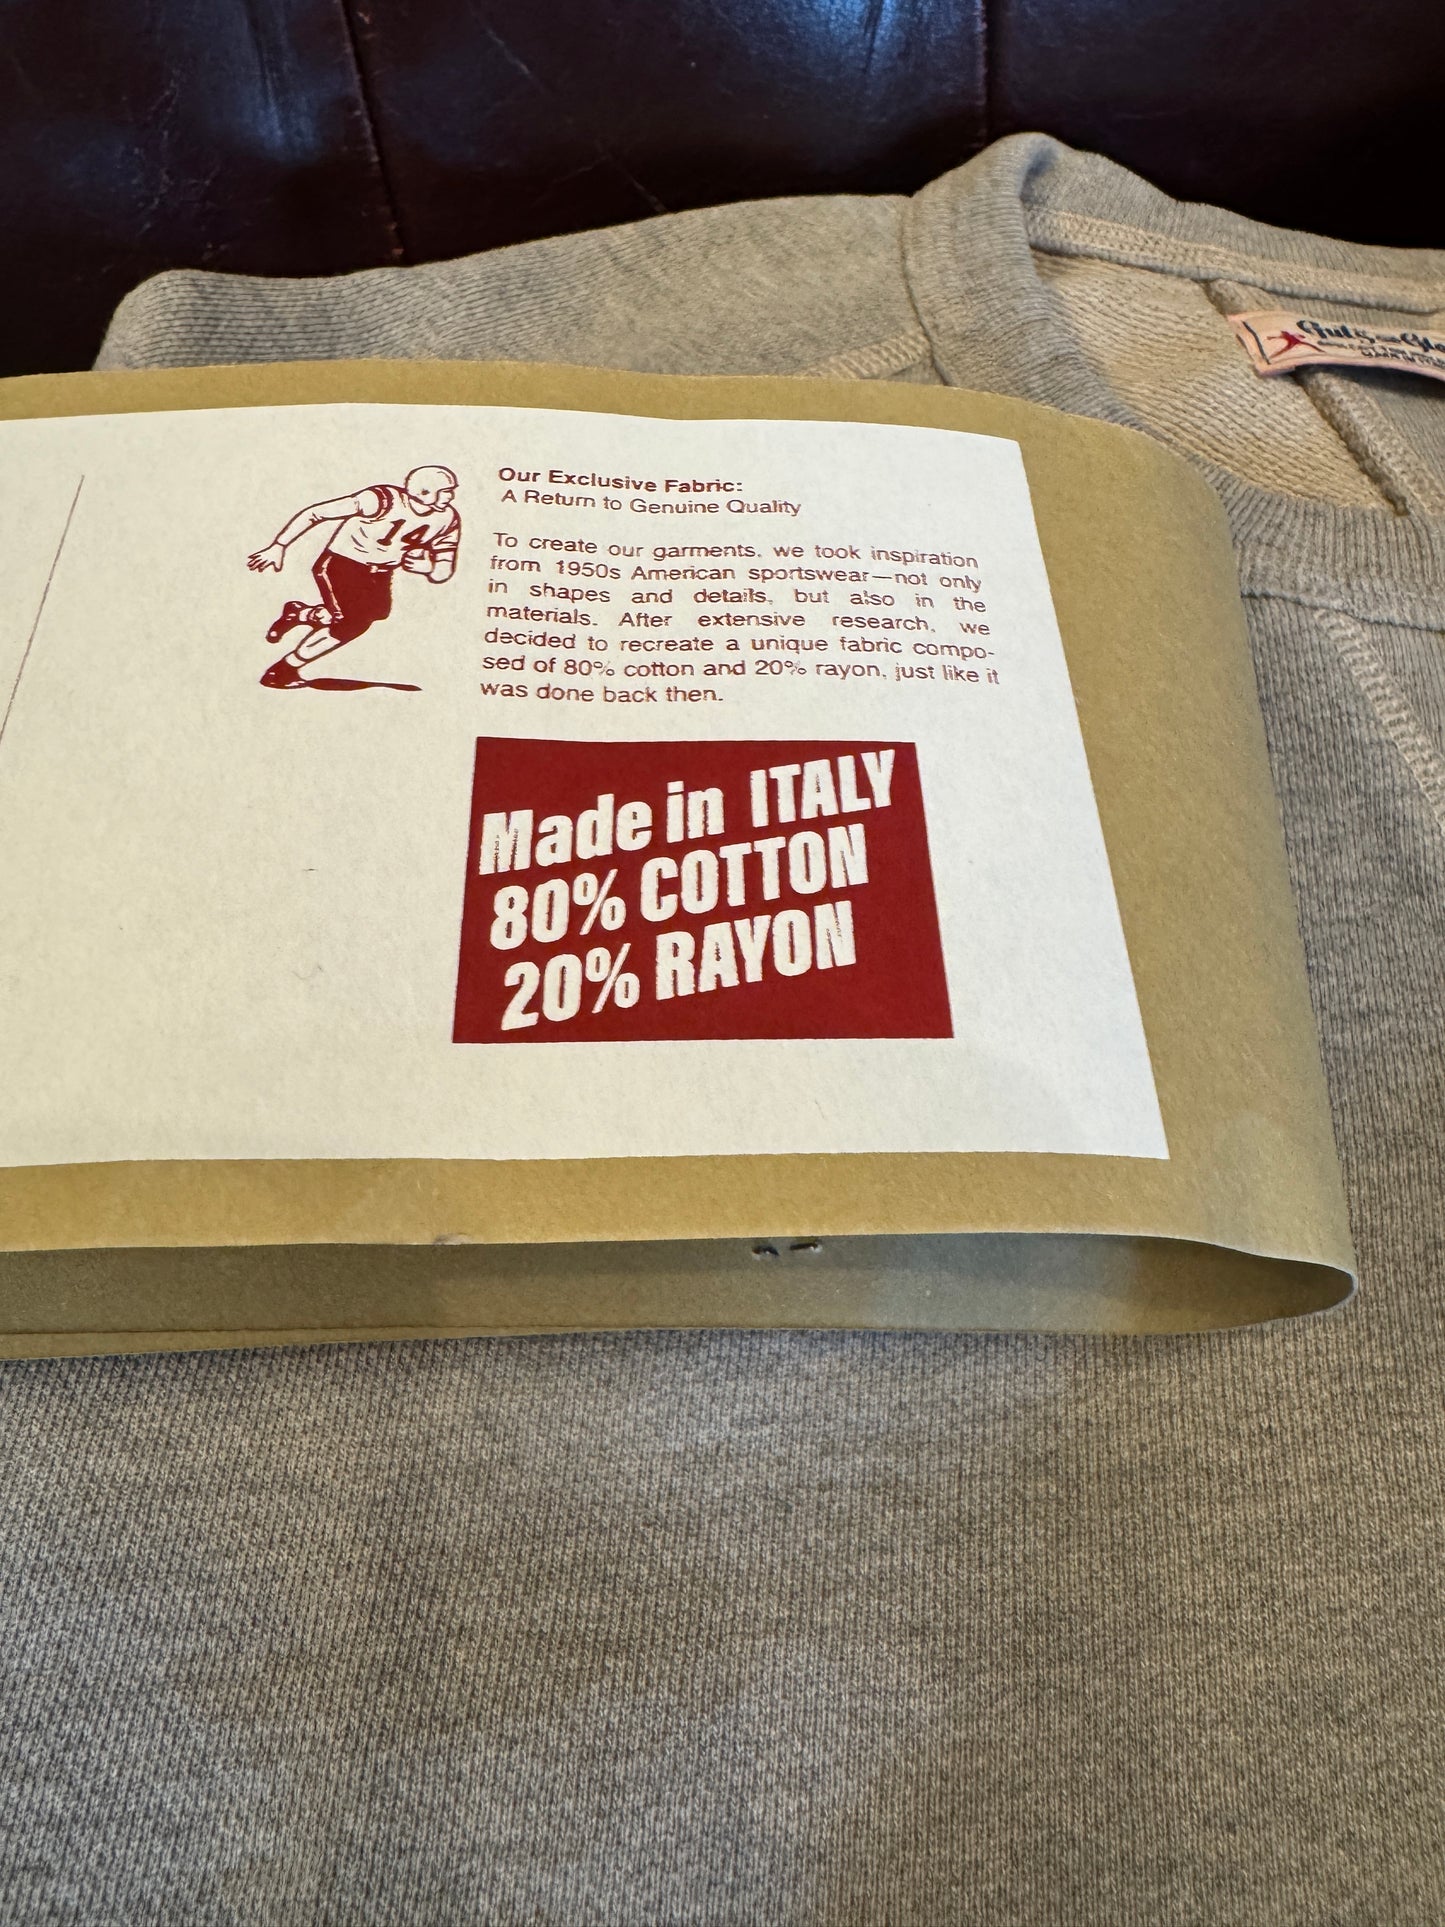 Our Exclusive Fabric:
A Return to Genuine Quality
To create our garments, we took inspiration
from 1950s American sportswear—not only
in shapes and details, but also in the
materials. After extensive research, we
decided to recreate a unique fabric compo-
sed of 80% cotton and 20% rayon, just like it
was done back then.
14
Made in ITALY
80% COTTON
20% RAYON